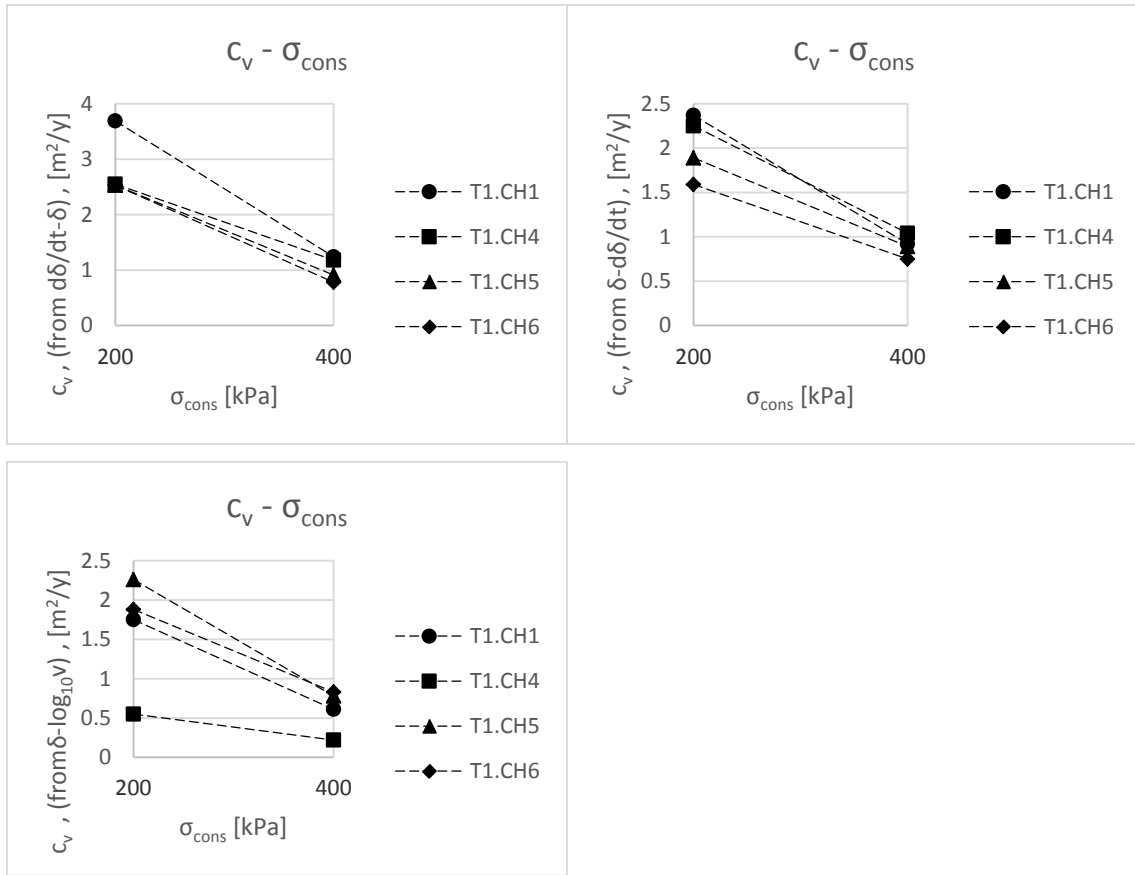 cᵥ - σcons
cᵥ , (from dδ/dt-δ) , [m²/y]
4
3
2
1
0
200
400
σcons [kPa]
T1.CH1
T1.CH4
T1.CH5
T1.CH6
cᵥ - σcons
cᵥ , (from δ-dδ/dt) , [m²/y]
2.5
2
1.5
1
0.5
0
200
400
σcons [kPa]
T1.CH1
T1.CH4
T1.CH5
T1.CH6
cᵥ - σcons
cᵥ , (fromδ-log₁₀v) , [m²/y]
2.5
2
1.5
1
0.5
0
200
400
σcons [kPa]
T1.CH1
T1.CH4
T1.CH5
T1.CH6